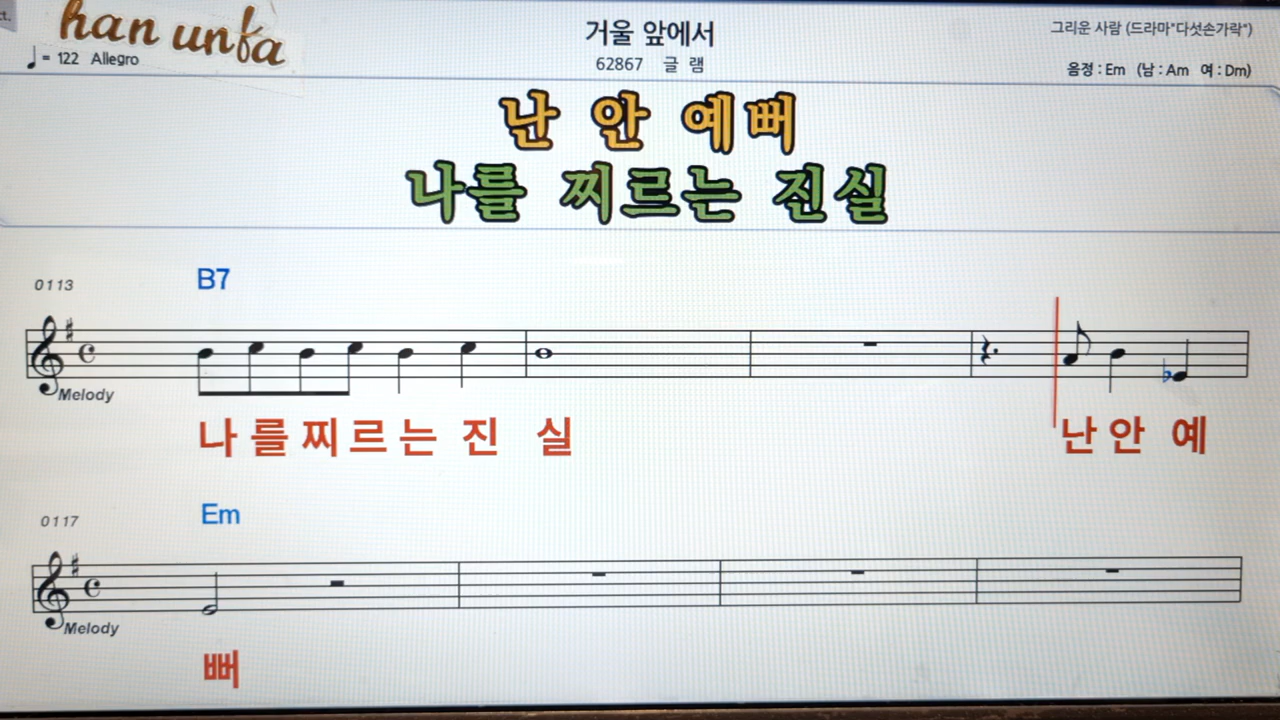 ct.
han unfa
거울 앞에서
그리운 사람 (드라마"다섯손가락")
♩= 122 Allegro
62867 글 램
음정 : Em (남 : Am 여 : Dm)
난 안 예뻐
나를 찌르는 진실
0113
B7
Melody
나 를 찌 르 는 진 실 난 안 예
0117
Em
Melody
뻐